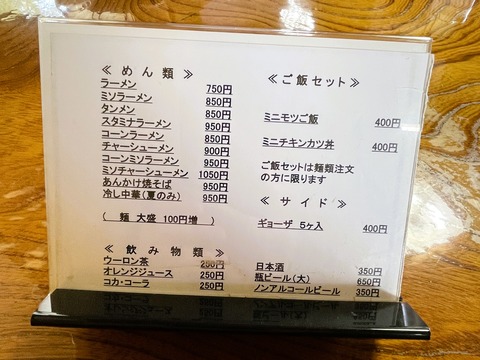 ≪ め ん 類 ≫
ラーメン 750円
ミソラーメン 850円
タンメン 850円
スタミナラーメン 950円
コーンラーメン 850円
チャーシューメン 900円
コーンミソラーメン 950円
ミソチャーシューメン 1050円
あんかけ焼そば 950円
冷し中華(夏のみ) 950円
( 麺 大盛 100円増 )
≪ ご 飯 セ ッ ト ≫
ミニモツご飯 400円
ミニチキンカツ丼 400円
ご飯セットは麺類注文
の方に限ります
≪ サ イ ド ≫
ギョーザ 5ヶ入 400円
≪ 飲 み 物 類 ≫
ウーロン茶 250円
オレンジジュース 250円
コカ・コーラ 250円
日本酒 350円
瓶ビール(大) 650円
ノンアルコールビール 350円